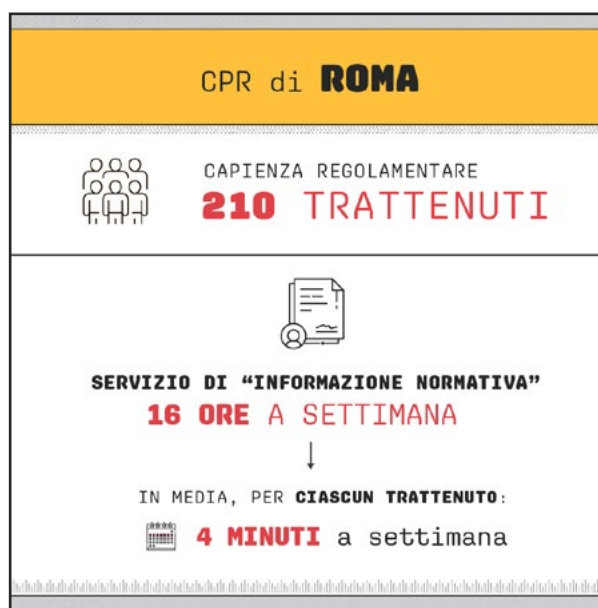 CPR di ROMA
CAPIENZA REGOLAMENTARE
210 TRATTENUTI
SERVIZIO DI “INFORMAZIONE NORMATIVA”
16 ORE A SETTIMANA
IN MEDIA, PER CIASCUN TRATTENUTO:
4 MINUTI a settimana